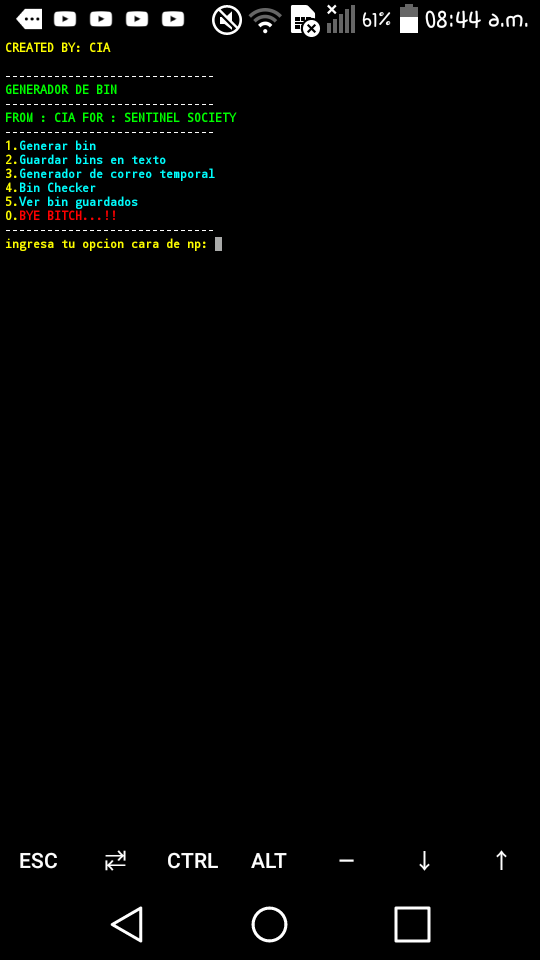 61% 08:44 a.m.
CREATED BY: CIA
------------------------------
GENERADOR DE BIN
------------------------------
FROM : CIA FOR : SENTINEL SOCIETY
------------------------------
1.Generar bin
2.Guardar bins en texto
3.Generador de correo temporal
4.Bin Checker
5.Ver bin guardados
0.BYE BITCH...!!
------------------------------
ingresa tu opcion cara de np:
ESC CTRL ALT — ↓ ↑